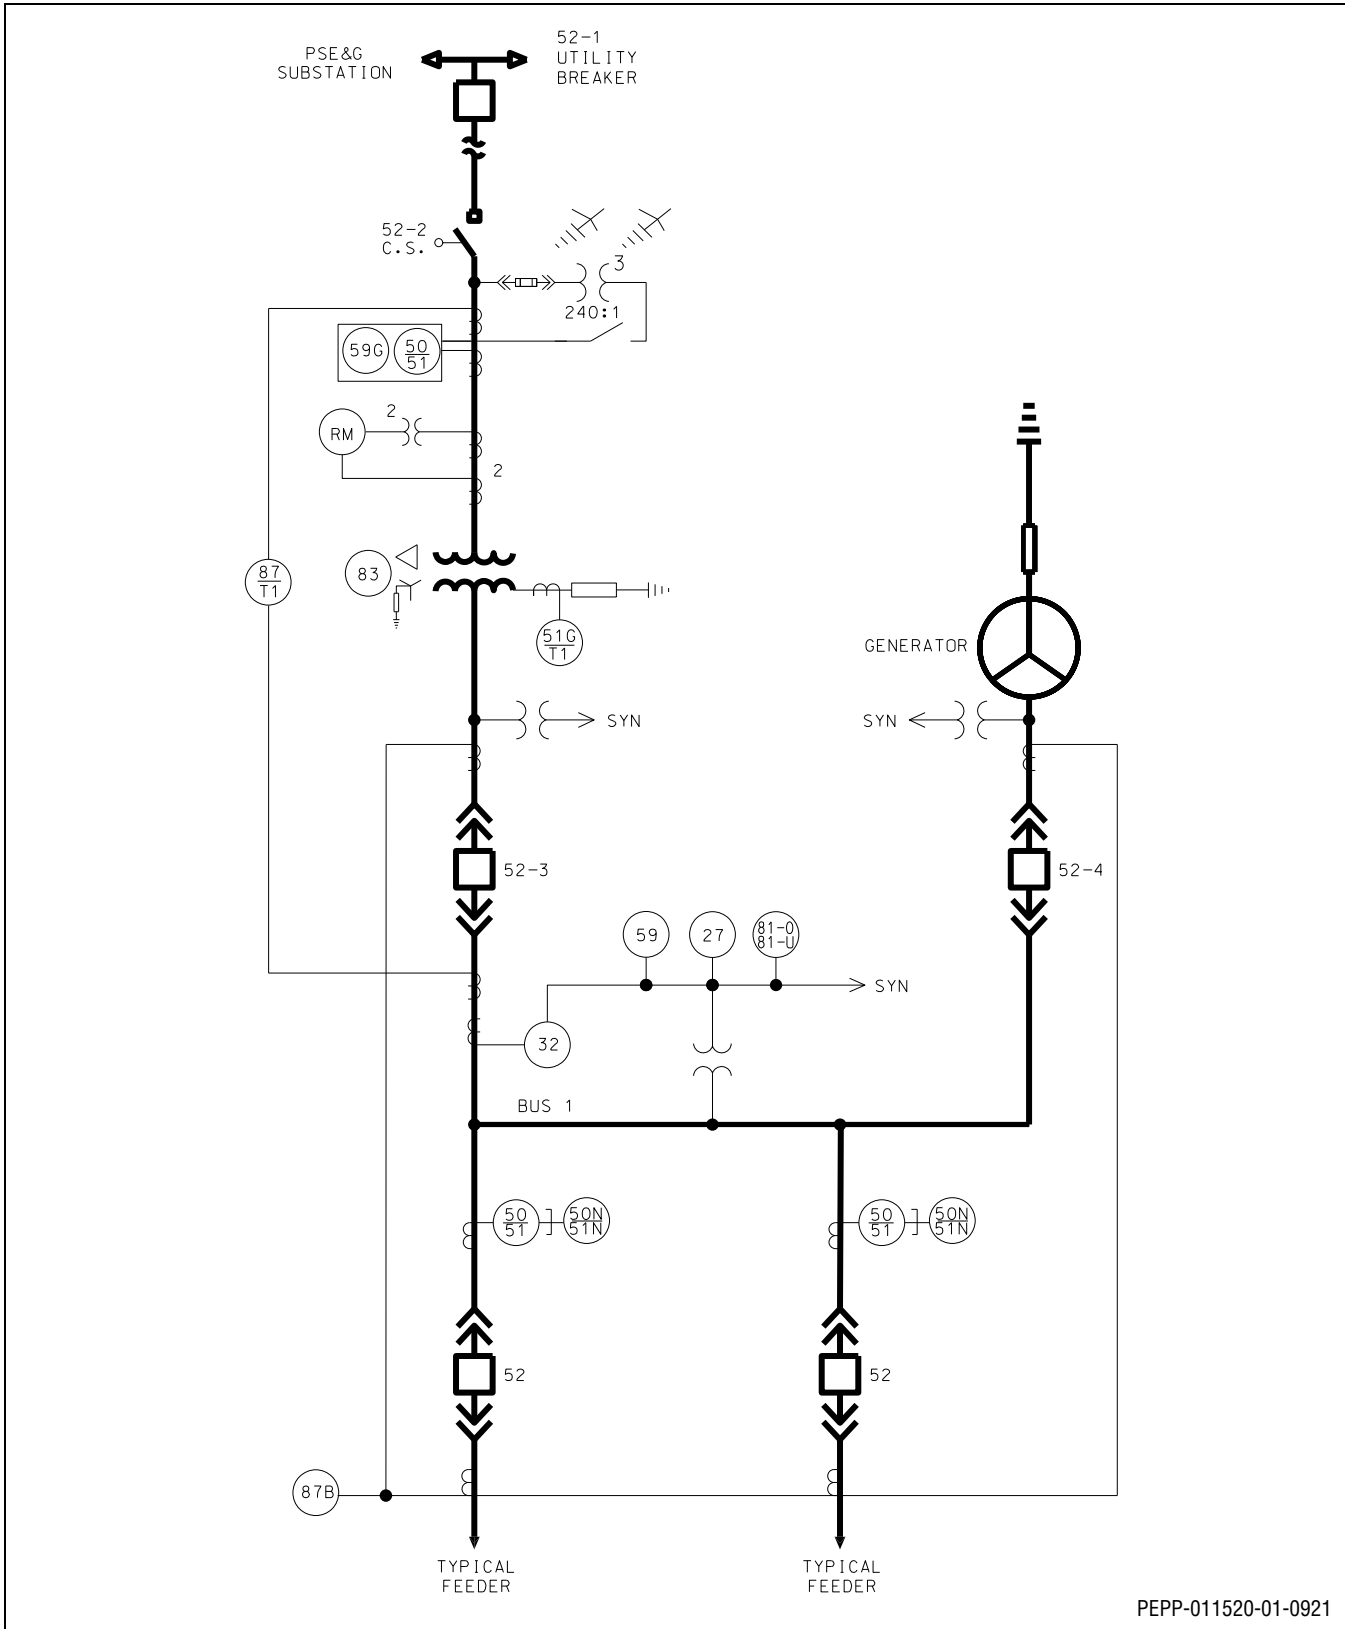 PSE&G
SUBSTATION
52-1
UTILITY
BREAKER
52-2
C.S.
3
240:1
59G
50
51
2
RM
2
87
T1
83
51G
T1
GENERATOR
SYN
SYN
52-3
52-4
59
27
81-O
81-U
SYN
32
BUS 1
50
51
50N
51N
50
51
50N
51N
52
52
87B
TYPICAL
FEEDER
TYPICAL
FEEDER
PEPP-011520-01-0921